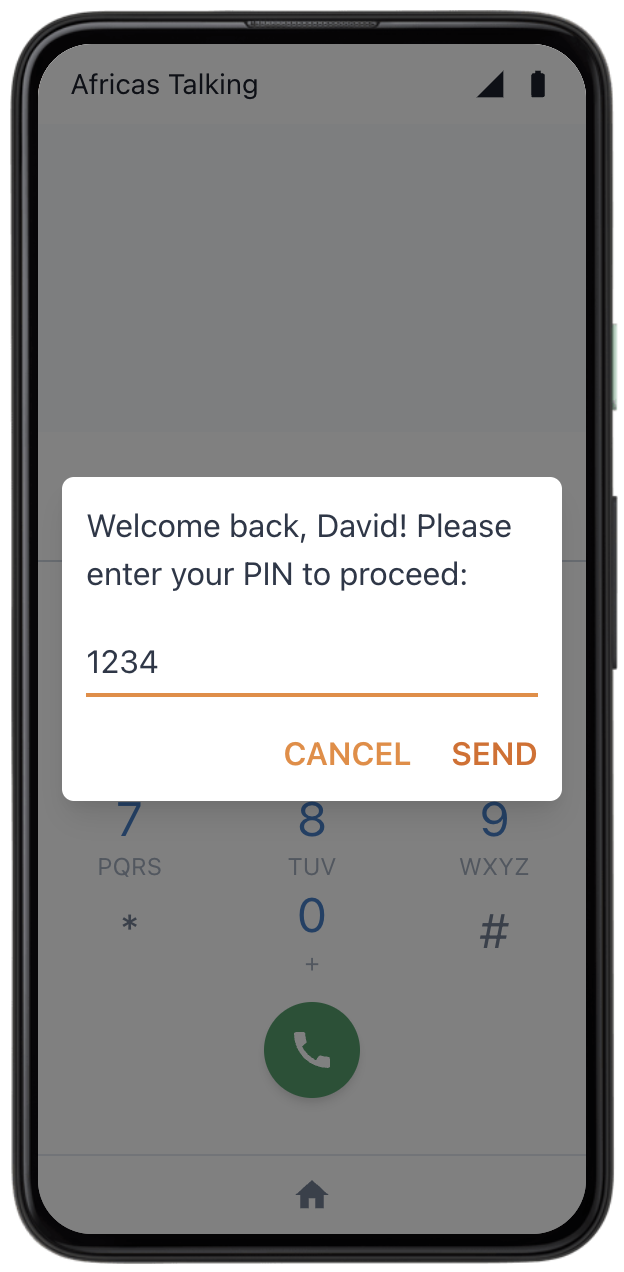 Africas Talking
Welcome back, David! Please
enter your PIN to proceed:
1234
CANCEL SEND
7 8 9
PQRS TUV WXYZ
* 0 #
+